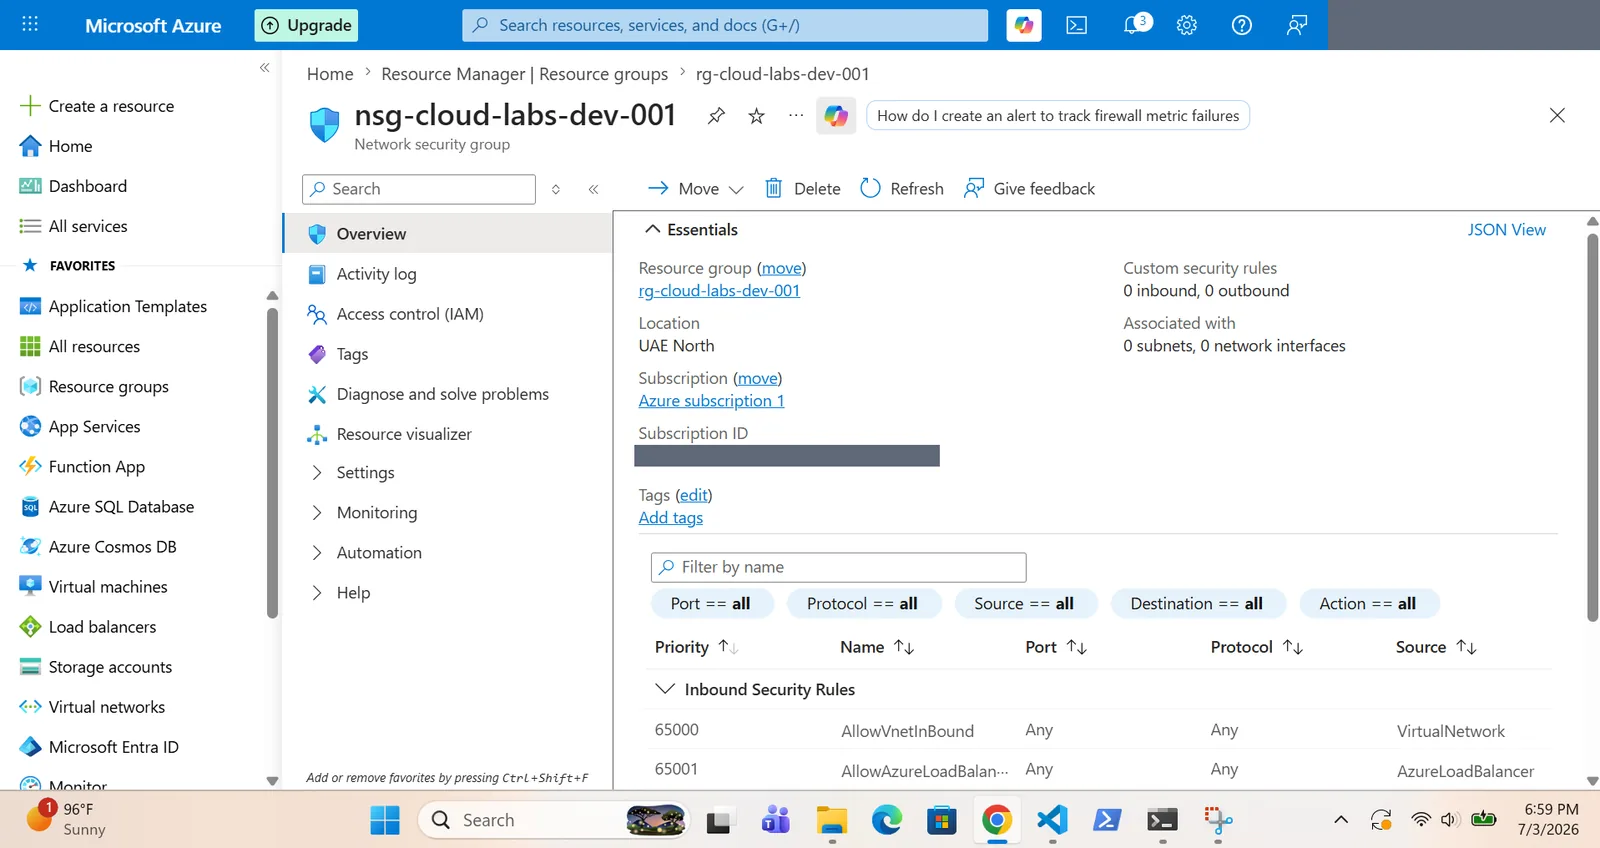 Microsoft Azure
Upgrade
Search resources, services, and docs (G+/)
3
Home > Resource Manager | Resource groups > rg-cloud-labs-dev-001
nsg-cloud-labs-dev-001
Network security group
How do I create an alert to track firewall metric failures
Create a resource
Home
Dashboard
All services
FAVORITES
Application Templates
All resources
Resource groups
App Services
Function App
Azure SQL Database
Azure Cosmos DB
Virtual machines
Load balancers
Storage accounts
Virtual networks
Microsoft Entra ID
Monitor
Search
Overview
Activity log
Access control (IAM)
Tags
Diagnose and solve problems
Resource visualizer
Settings
Monitoring
Automation
Help
Add or remove favorites by pressing Ctrl+Shift+F
Move
Delete
Refresh
Give feedback
Essentials
JSON View
Resource group (move)
rg-cloud-labs-dev-001
Location
UAE North
Subscription (move)
Azure subscription 1
Subscription ID
Custom security rules
0 inbound, 0 outbound
Associated with
0 subnets, 0 network interfaces
Tags (edit)
Add tags
Filter by name
Port == all
Protocol == all
Source == all
Destination == all
Action == all
Priority Name Port Protocol Source
Inbound Security Rules
65000 AllowVnetInBound Any Any VirtualNetwork
65001 AllowAzureLoadBalan... Any Any AzureLoadBalancer
1
96°F
Sunny
Search
6:59 PM
7/3/2026